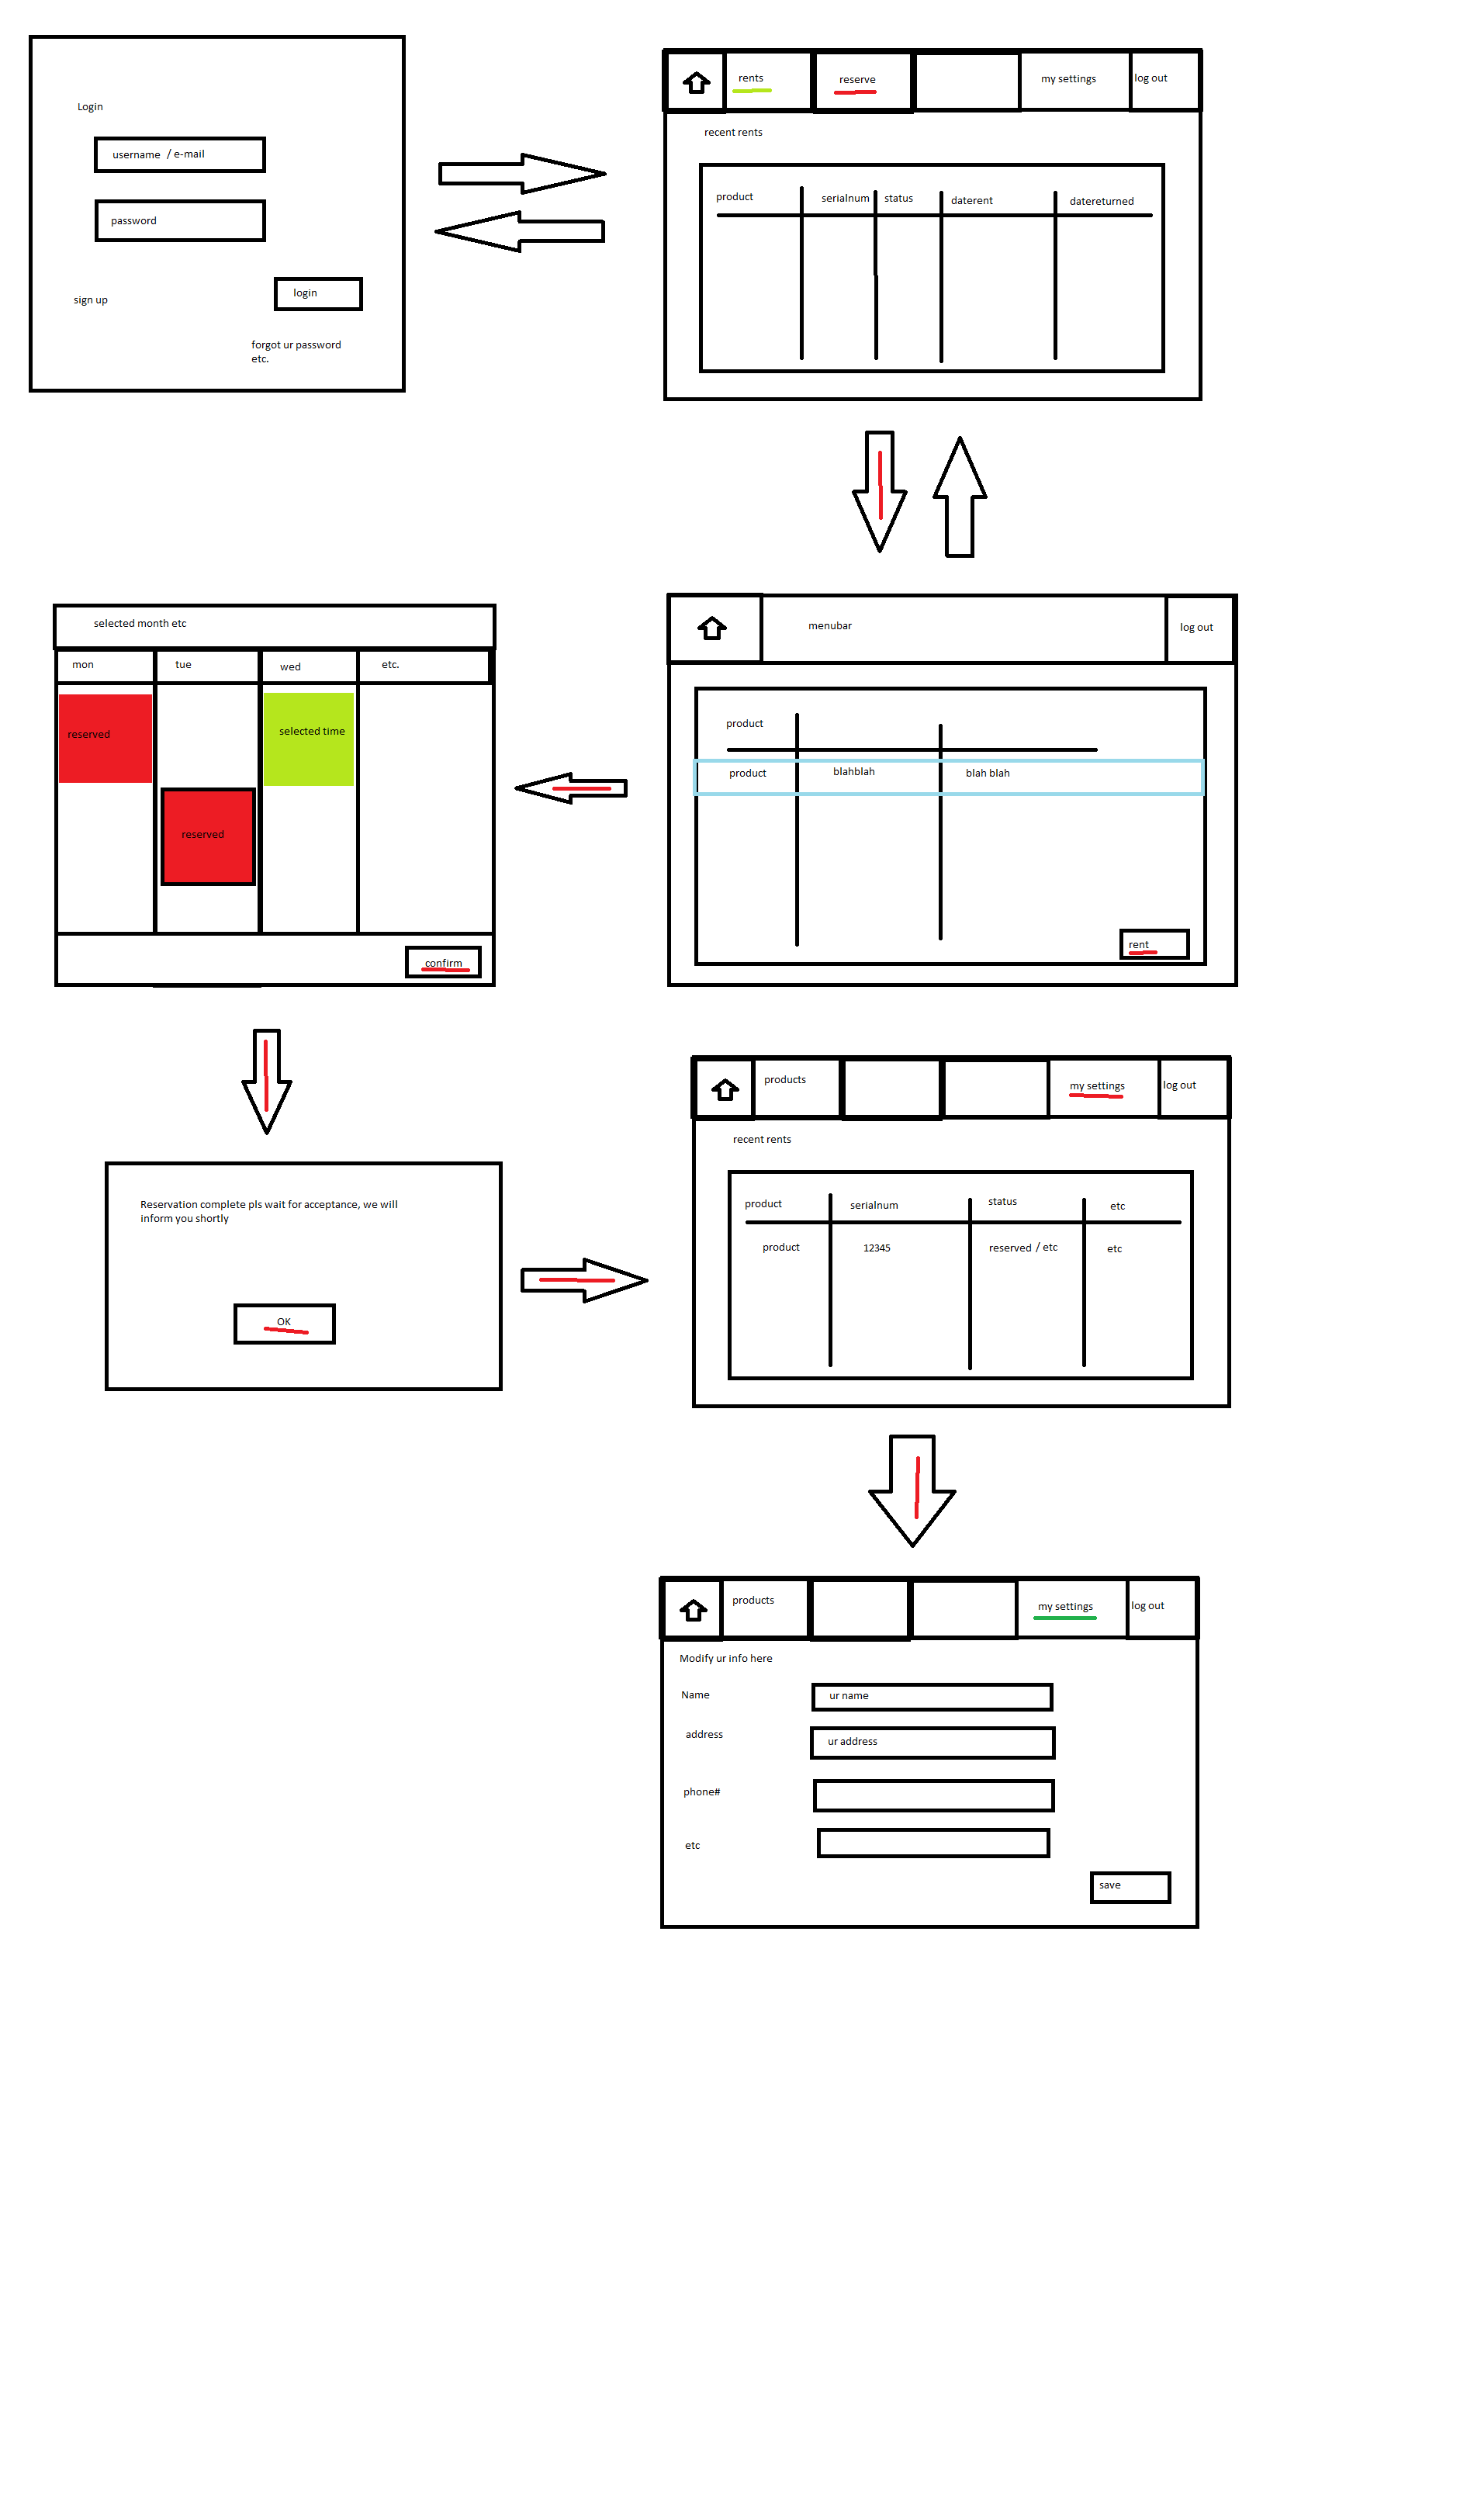 Login
username / e-mail
password
login
sign up
forgot ur password
etc.
rents
reserve
my settings
log out
recent rents
product
serialnum
status
daterent
datereturned
menubar
log out
product
product
blahblah
blah blah
rent
selected month etc
mon
tue
wed
etc.
reserved
selected time
reserved
confirm
Reservation complete pls wait for acceptance, we will
inform you shortly
OK
products
my settings
log out
recent rents
product
serialnum
status
etc
product
12345
reserved / etc
etc
products
my settings
log out
Modify ur info here
Name
ur name
address
ur address
phone#
etc
save